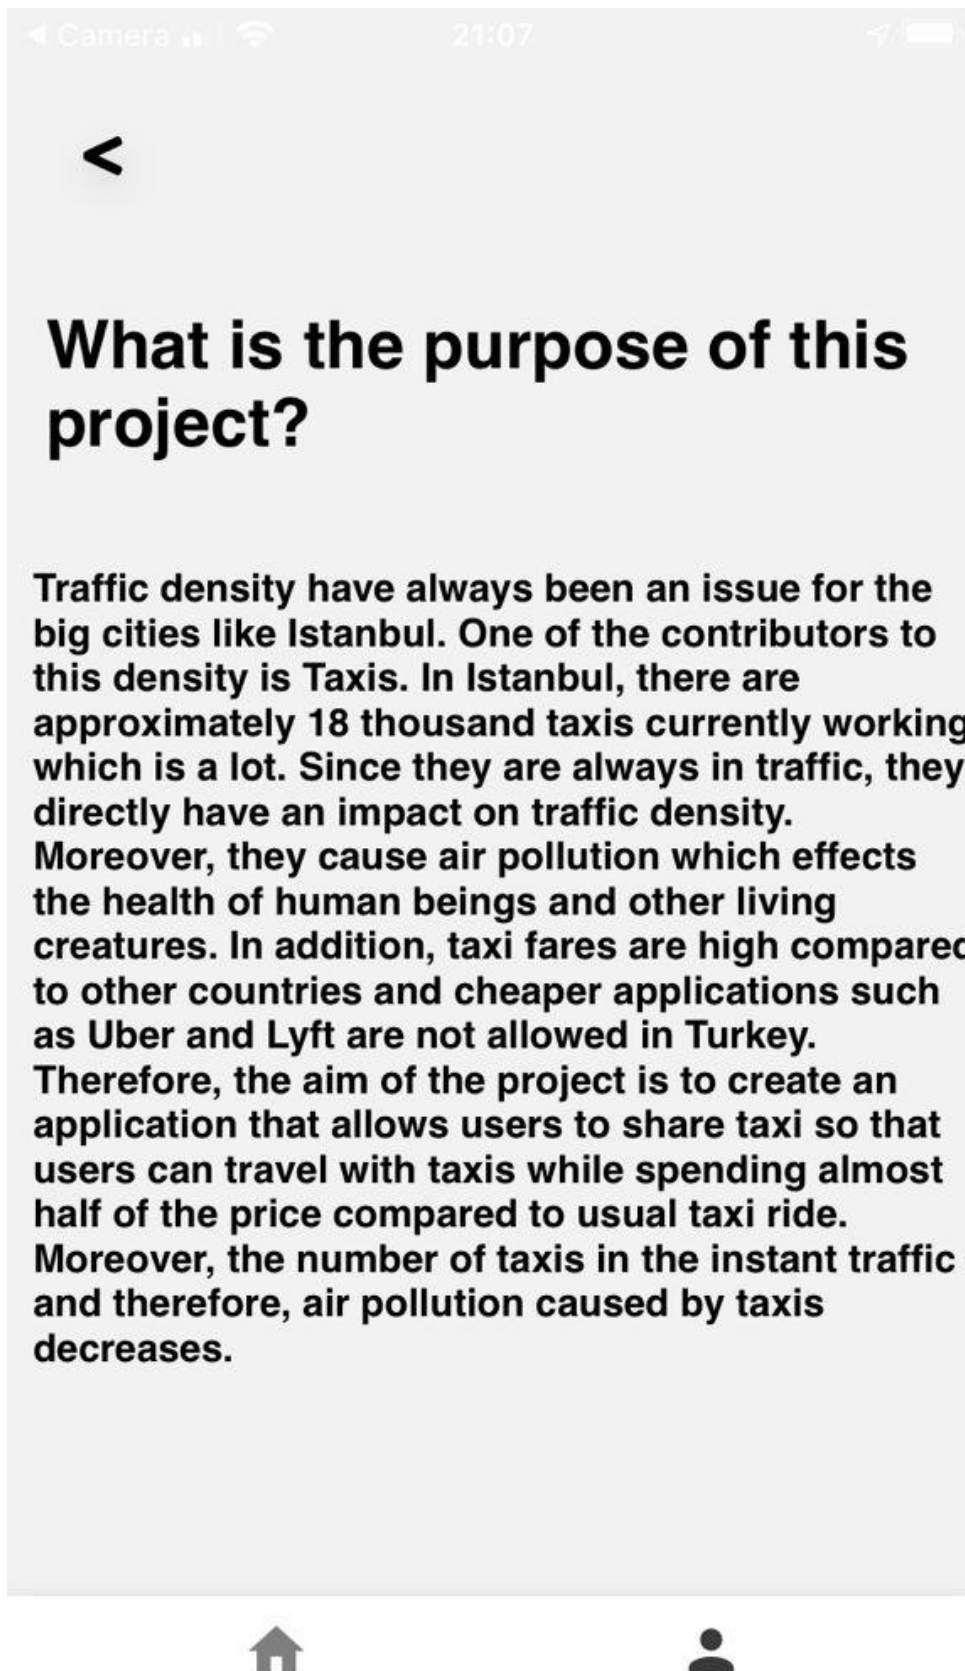 Camera
21:07
<
What is the purpose of this
project?
Traffic density have always been an issue for the
big cities like Istanbul. One of the contributors to
this density is Taxis. In Istanbul, there are
approximately 18 thousand taxis currently working
which is a lot. Since they are always in traffic, they
directly have an impact on traffic density.
Moreover, they cause air pollution which effects
the health of human beings and other living
creatures. In addition, taxi fares are high compared
to other countries and cheaper applications such
as Uber and Lyft are not allowed in Turkey.
Therefore, the aim of the project is to create an
application that allows users to share taxi so that
users can travel with taxis while spending almost
half of the price compared to usual taxi ride.
Moreover, the number of taxis in the instant traffic
and therefore, air pollution caused by taxis
decreases.